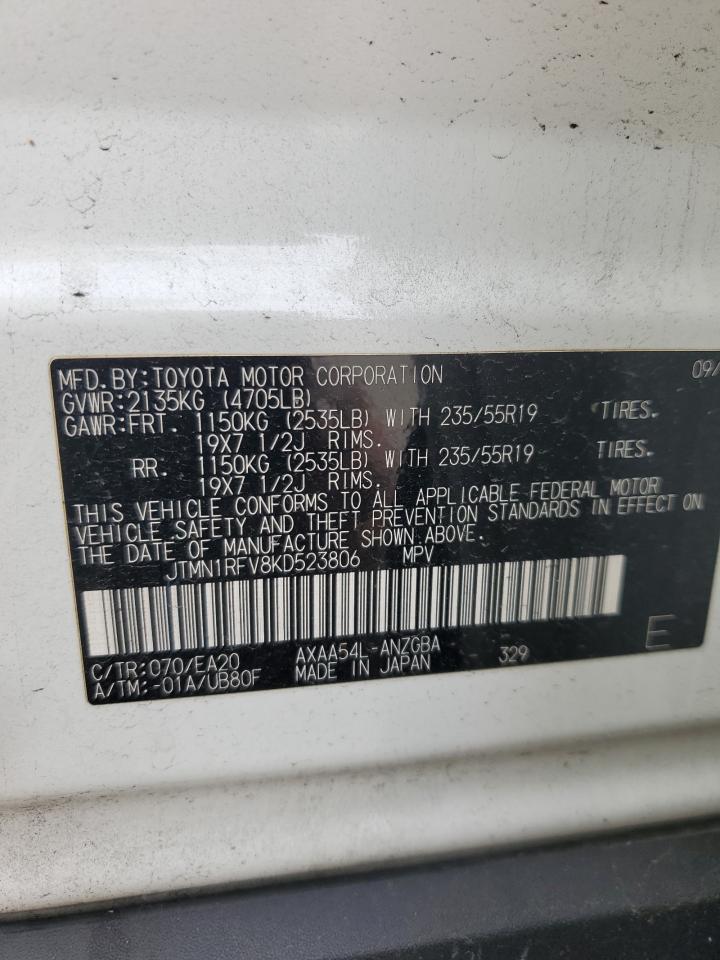 MFD.BY:TOYOTA MOTOR CORPORATION 09/
GVWR:2135KG (4705LB)
GAWR:FRT. 1150KG (2535LB) WITH 235/55R19 TIRES.
19X7 1/2J RIMS.
RR. 1150KG (2535LB) WITH 235/55R19 TIRES.
19X7 1/2J RIMS.
THIS VEHICLE CONFORMS TO ALL APPLICABLE FEDERAL MOTOR
VEHICLE SAFETY AND THEFT PREVENTION STANDARDS IN EFFECT ON
THE DATE OF MANUFACTURE SHOWN ABOVE.
JTMN1RFV8KD523806 MPV
C/TR:070/EA20 AXAA54L-ANZGBA 329 E
A/TM:-01A/UB80F MADE IN JAPAN